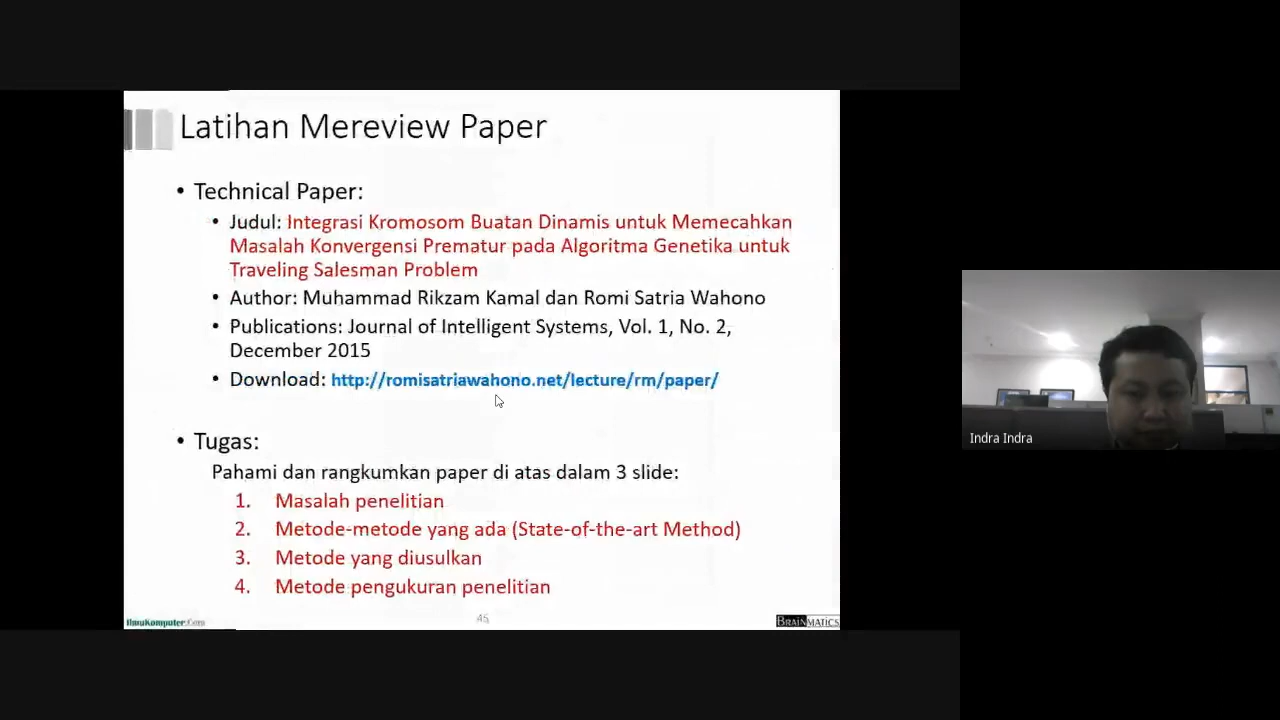 Latihan Mereview Paper
• Technical Paper:
• Judul: Integrasi Kromosom Buatan Dinamis untuk Memecahkan
Masalah Konvergensi Prematur pada Algoritma Genetika untuk
Traveling Salesman Problem
• Author: Muhammad Rikzam Kamal dan Romi Satria Wahono
• Publications: Journal of Intelligent Systems, Vol. 1, No. 2,
December 2015
• Download: http://romisatriawahono.net/lecture/rm/paper/
• Tugas:
Pahami dan rangkumkan paper di atas dalam 3 slide:
1. Masalah penelitian
2. Metode-metode yang ada (State-of-the-art Method)
3. Metode yang diusulkan
4. Metode pengukuran penelitian
IlmuKomputer.Com
45
BRAINMATICS
Indra Indra